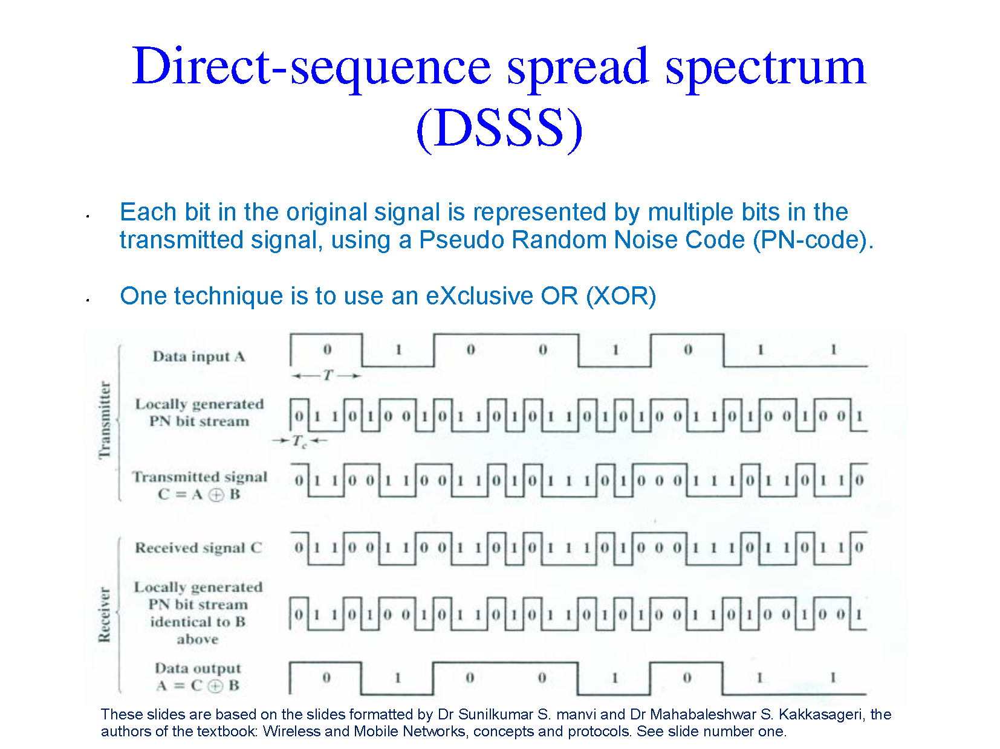 Direct-sequence spread spectrum
(DSSS)
• Each bit in the original signal is represented by multiple bits in the
transmitted signal, using a Pseudo Random Noise Code (PN-code).
• One technique is to use an eXclusive OR (XOR)
Transmitter
Data input A
0 1 0 0 1 0 1 1
T
Locally generated
PN bit stream
0 1 1 0 1 0 0 1 0 1 1 0 1 0 1 1 0 1 0 1 0 0 1 1 0 1 0 0 1 0 0 1
Tc
Transmitted signal
C = A ⊕ B
0 1 1 0 0 1 1 0 0 1 1 0 1 0 1 1 1 0 1 0 0 0 1 1 1 0 1 1 0 1 1 0
Receiver
Received signal C
0 1 1 0 0 1 1 0 0 1 1 0 1 0 1 1 1 0 1 0 0 0 1 1 1 0 1 1 0 1 1 0
Locally generated
PN bit stream
identical to B
above
0 1 1 0 1 0 0 1 0 1 1 0 1 0 1 1 0 1 0 1 0 0 1 1 0 1 0 0 1 0 0 1
Data output
A = C ⊕ B
0 1 0 0 1 0 1 1
These slides are based on the slides formatted by Dr Sunilkumar S. manvi and Dr Mahabaleshwar S. Kakkasageri, the
authors of the textbook: Wireless and Mobile Networks, concepts and protocols. See slide number one.